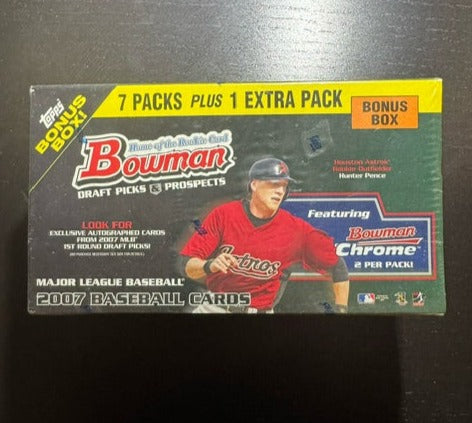 Topps
BONUS
BOX!
7 PACKS PLUS 1 EXTRA PACK
BONUS
BOX
Home of the Rookie Card
Bowman
DRAFT PICKS & PROSPECTS
Houston Astros'
Rookie Outfielder
Hunter Pence
LOOK FOR
EXCLUSIVE AUTOGRAPHED CARDS
FROM 2007 MLB
1ST ROUND DRAFT PICKS!
Featuring
Bowman
Chrome
2 PER PACK!
Astros
MAJOR LEAGUE BASEBALL
2007 BASEBALL CARDS